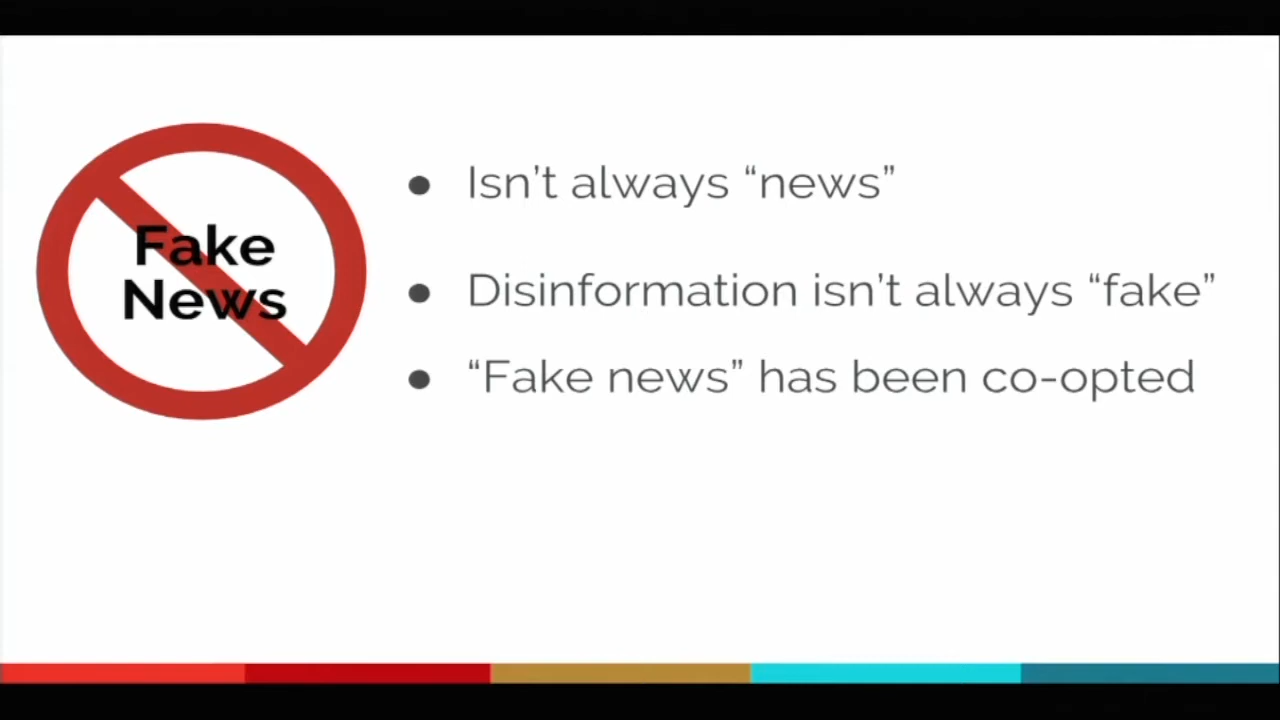 Fake
News
● Isn’t always “news”
● Disinformation isn’t always “fake”
● “Fake news” has been co-opted